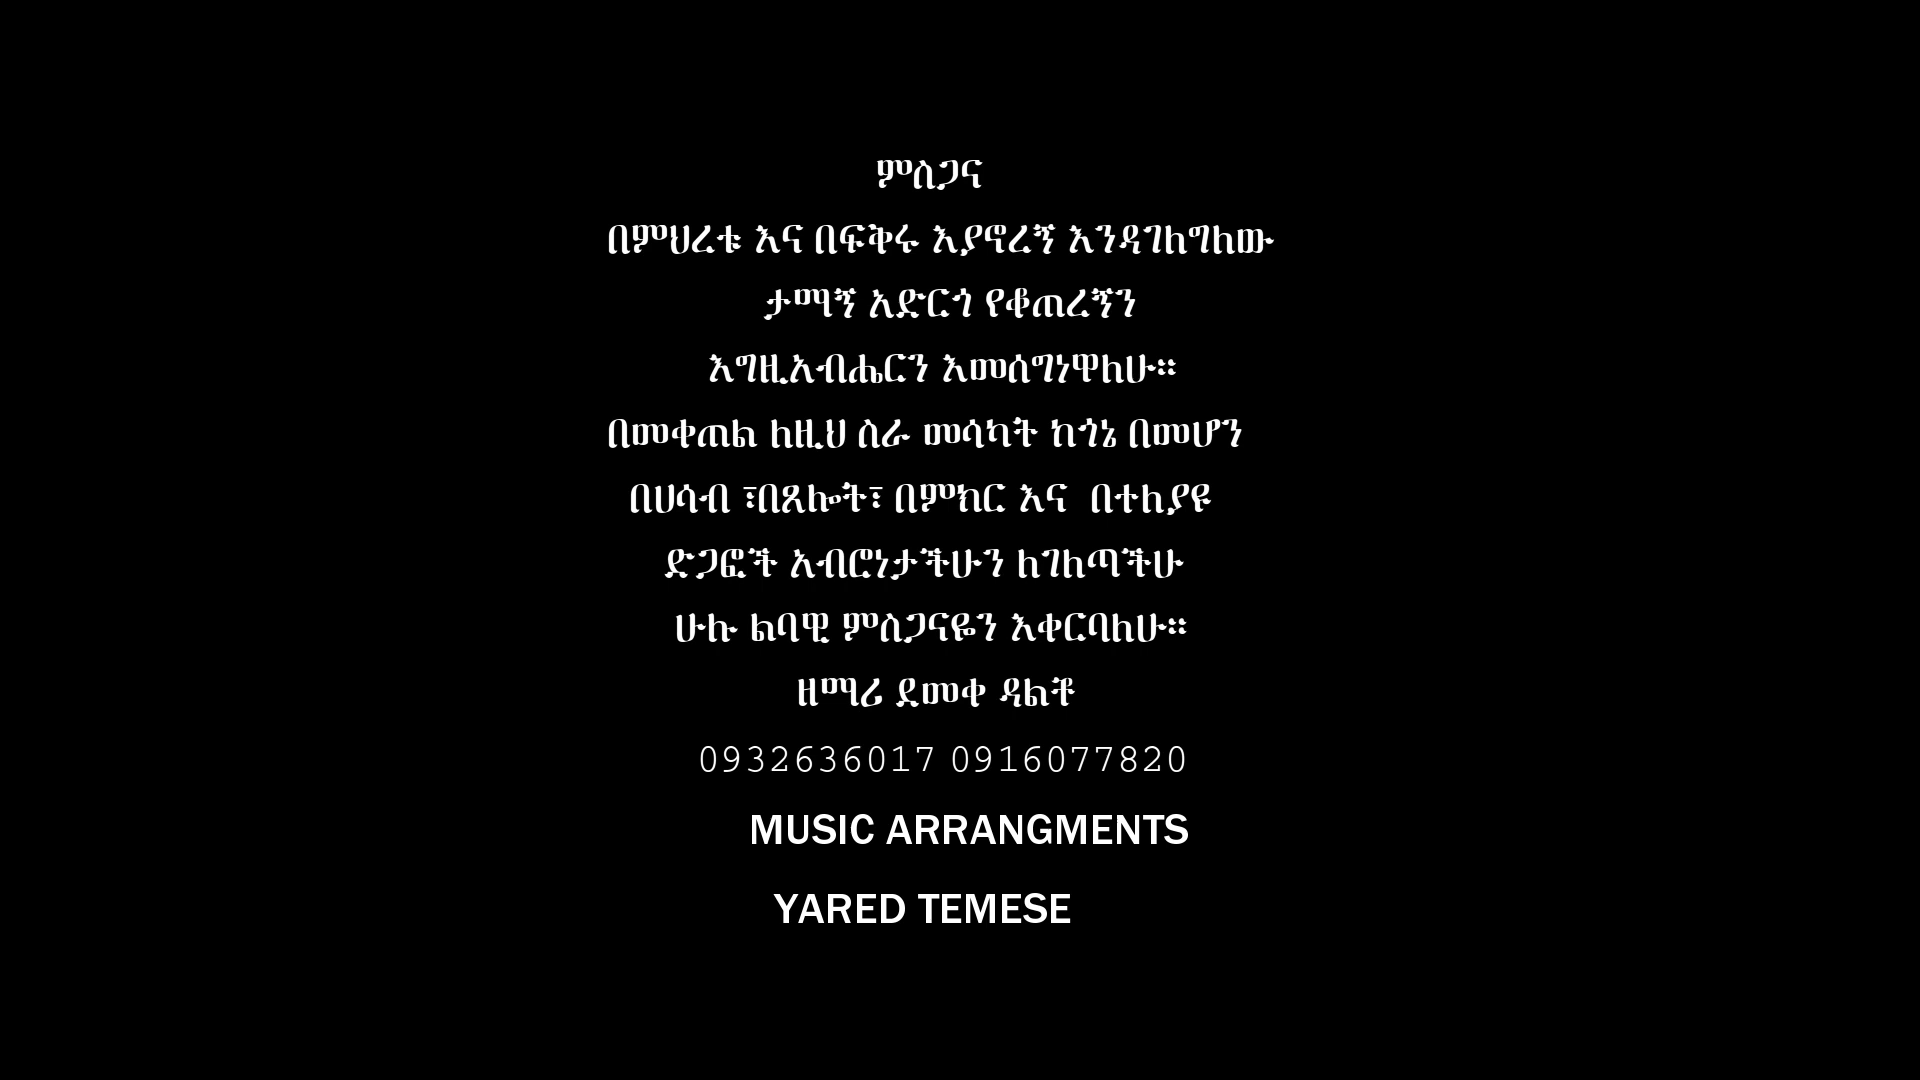 ምስጋና
በምህረቱ እና በፍቅሩ እያኖረኝ እንዳገለግለው
ታማኝ አድርጎ የቆጠረኝን
እግዚአብሔርን አመሰግነዋለሁ።
በመቀጠል ለዚህ ስራ መሳካት ከጎኔ በመሆን
በሀሳብ ፣በጸሎት፣ በምክር እና በተለያዩ
ድጋፎች አብሮነታችሁን ለገለጣችሁ
ሁሉ ልባዊ ምስጋናዬን አቀርባለሁ።
ዘማሪ ደመቀ ዳልቾ
0932636017 0916077820
MUSIC ARRANGMENTS
YARED TEMESE